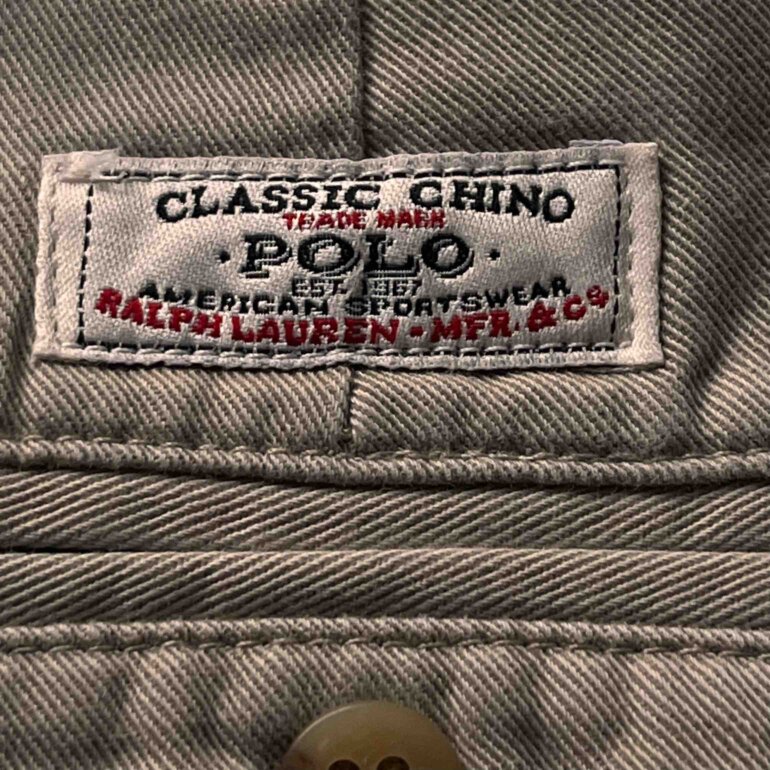 CLASSIC CHINO
TRADE MARK
· POLO ·
EST. 1967
AMERICAN SPORTSWEAR
RALPH LAUREN - MFR. & Co